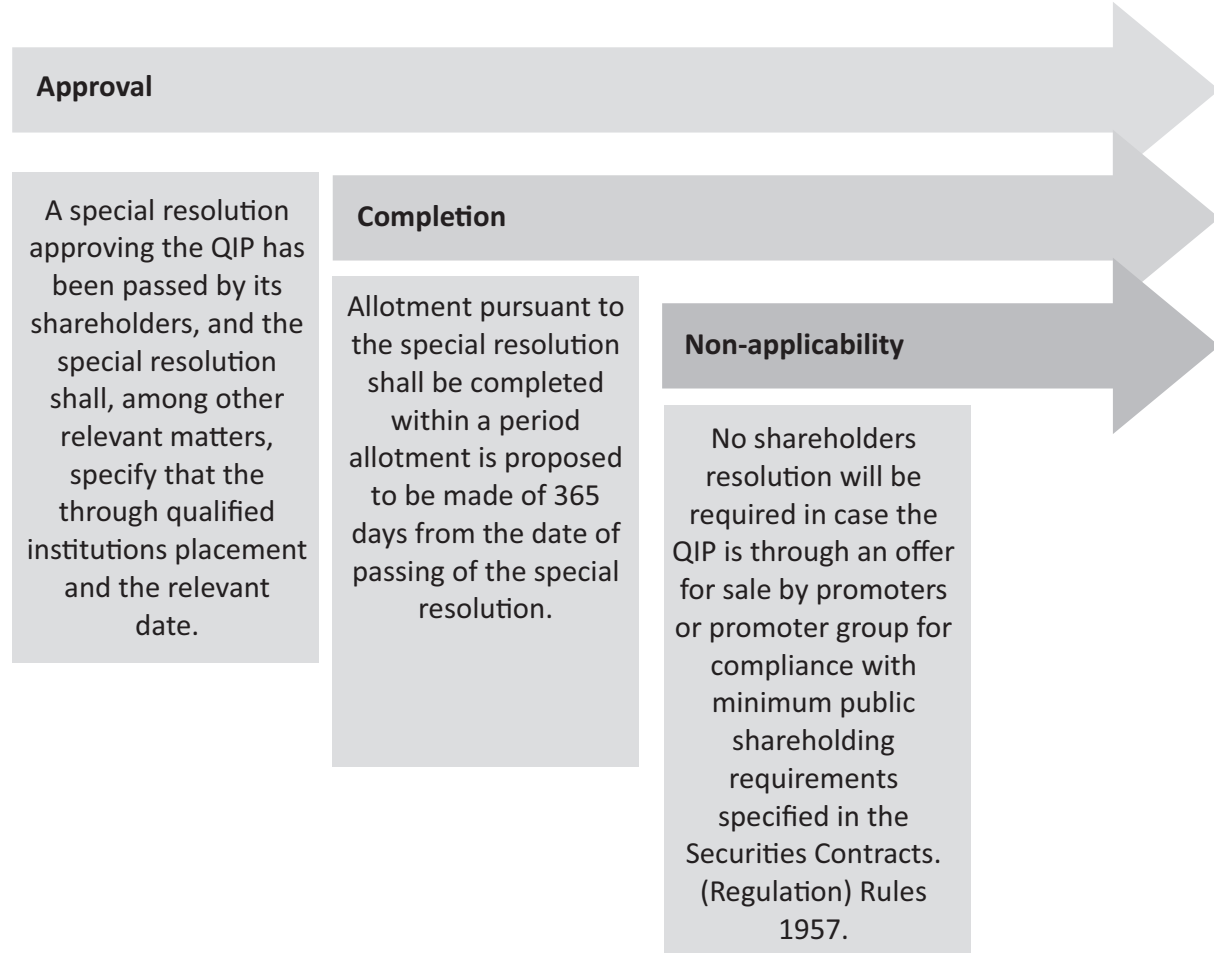 Approval
A special resolution
approving the QIP has
been passed by its
shareholders, and the
special resolution
shall, among other
relevant matters,
specify that the
through qualified
institutions placement
and the relevant
date.
Completion
Allotment pursuant to
the special resolution
shall be completed
within a period
allotment is proposed
to be made of 365
days from the date of
passing of the special
resolution.
Non-applicability
No shareholders
resolution will be
required in case the
QIP is through an offer
for sale by promoters
or promoter group for
compliance with
minimum public
shareholding
requirements
specified in the
Securities Contracts.
(Regulation) Rules
1957.